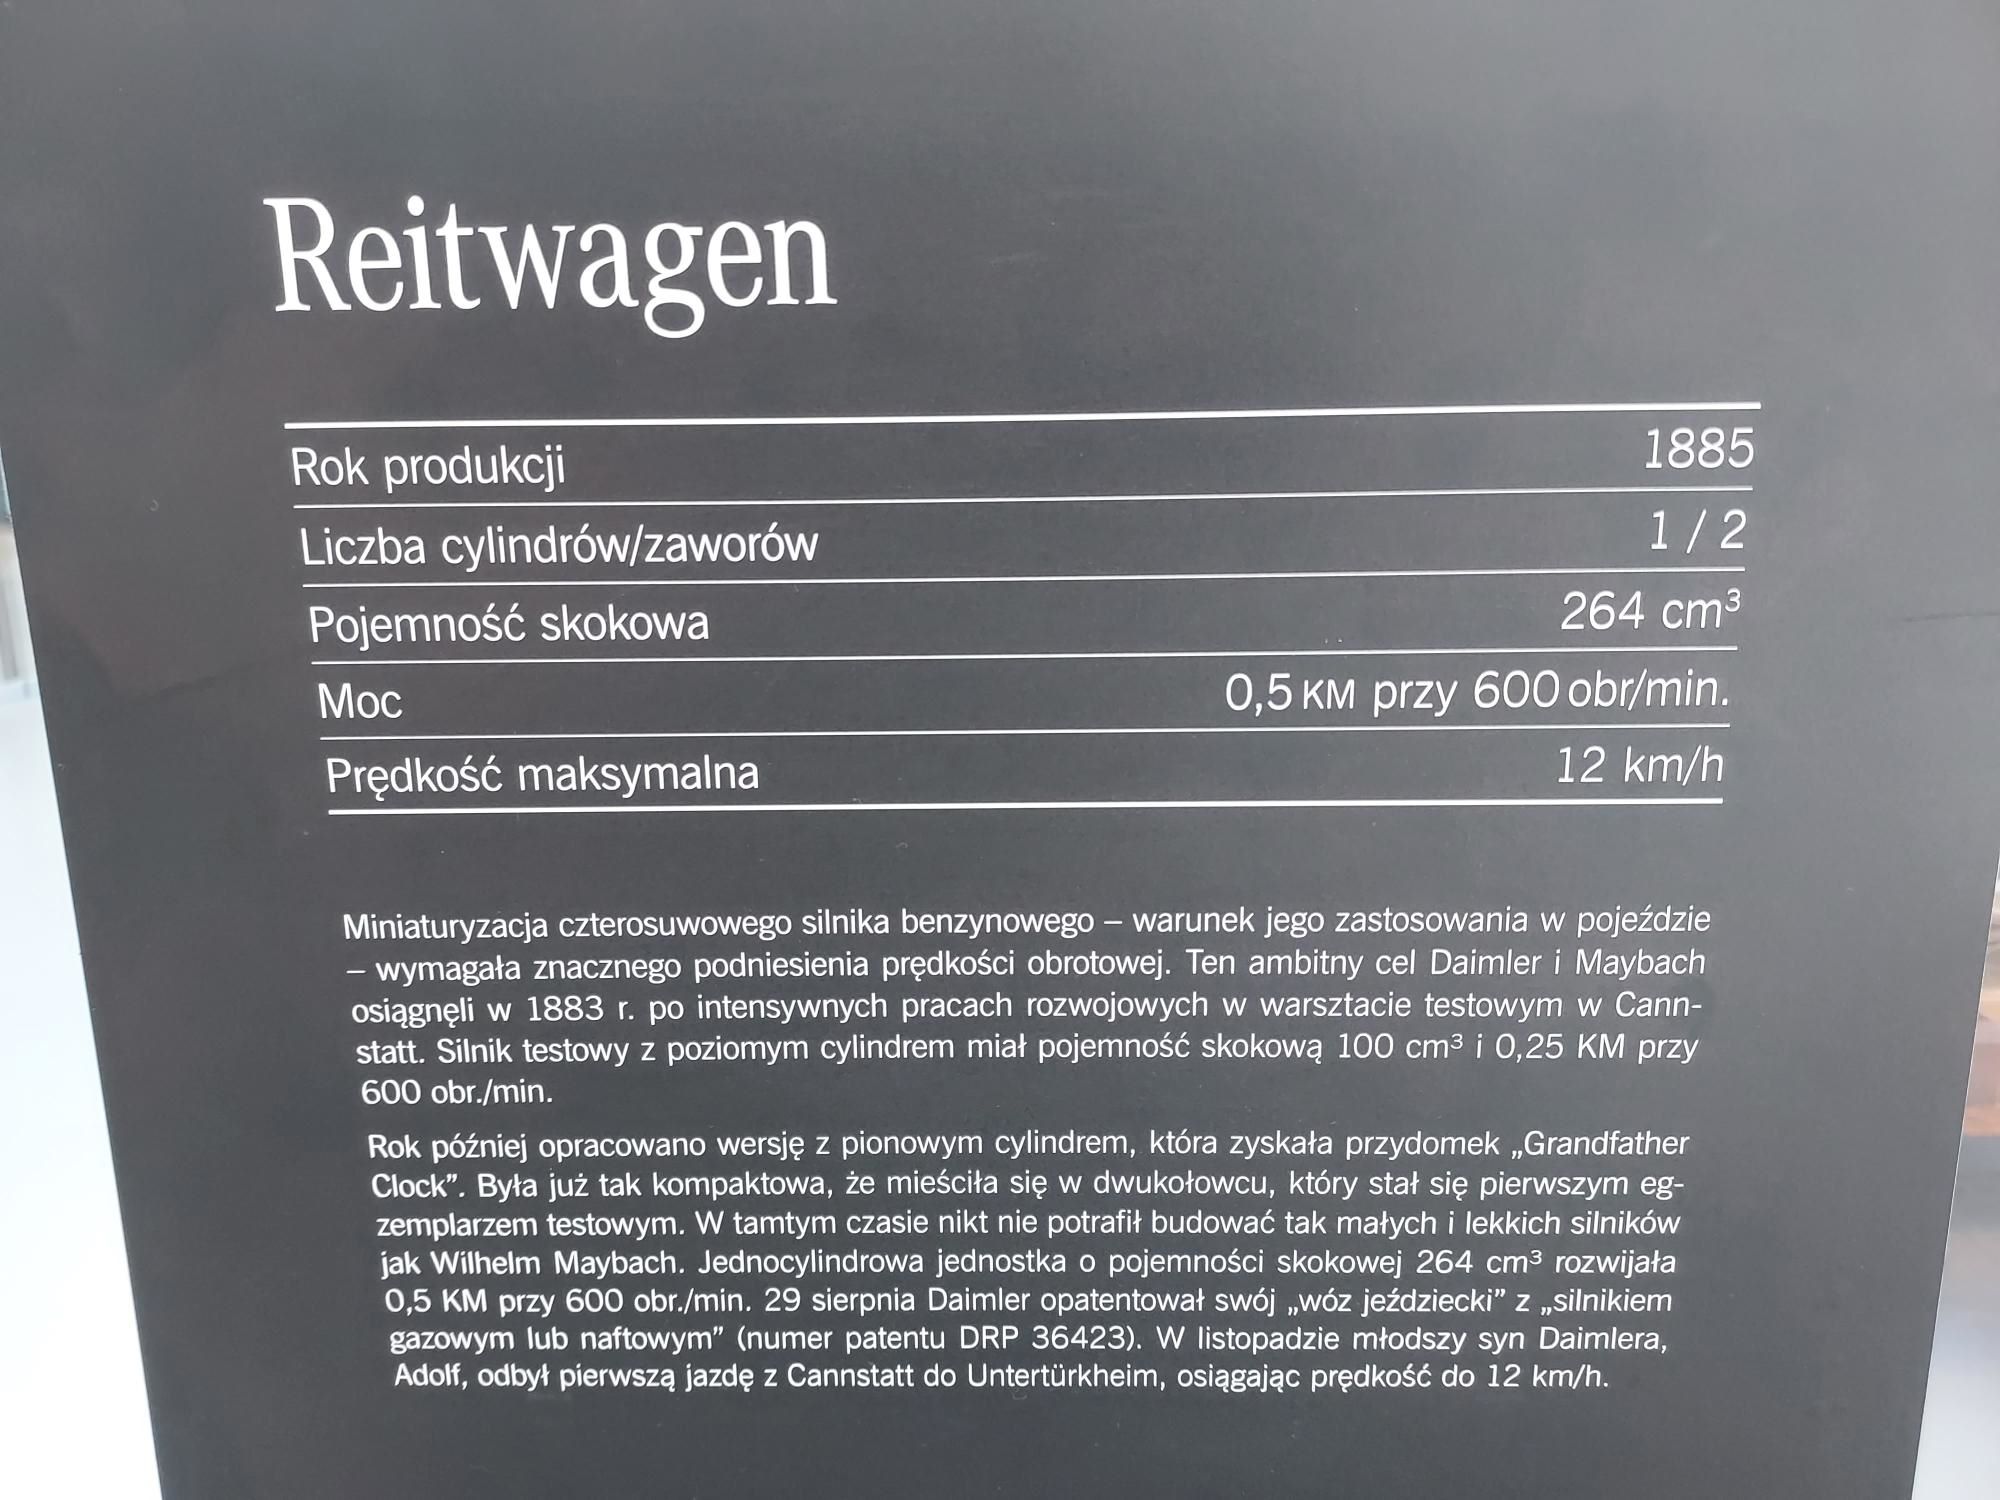 Reitwagen
Rok produkcji 1885
Liczba cylindrów/zaworów 1 / 2
Pojemność skokowa 264 cm³
Moc 0,5 KM przy 600 obr/min.
Prędkość maksymalna 12 km/h
Miniaturyzacja czterosuwowego silnika benzynowego – warunek jego zastosowania w pojeździe
– wymagała znacznego podniesienia prędkości obrotowej. Ten ambitny cel Daimler i Maybach
osiągnęli w 1883 r. po intensywnych pracach rozwojowych w warsztacie testowym w Cann-
statt. Silnik testowy z poziomym cylindrem miał pojemność skokową 100 cm³ i 0,25 KM przy
600 obr./min.
Rok później opracowano wersję z pionowym cylindrem, która zyskała przydomek „Grandfather
Clock”. Była już tak kompaktowa, że mieściła się w dwukołowcu, który stał się pierwszym eg-
zemplarzem testowym. W tamtym czasie nikt nie potrafił budować tak małych i lekkich silników
jak Wilhelm Maybach. Jednocylindrowa jednostka o pojemności skokowej 264 cm³ rozwijała
0,5 KM przy 600 obr./min. 29 sierpnia Daimler opatentował swój „wóz jeździecki” z „silnikiem
gazowym lub naftowym” (numer patentu DRP 36423). W listopadzie młodszy syn Daimlera,
Adolf, odbył pierwszą jazdę z Cannstatt do Untertürkheim, osiągając prędkość do 12 km/h.